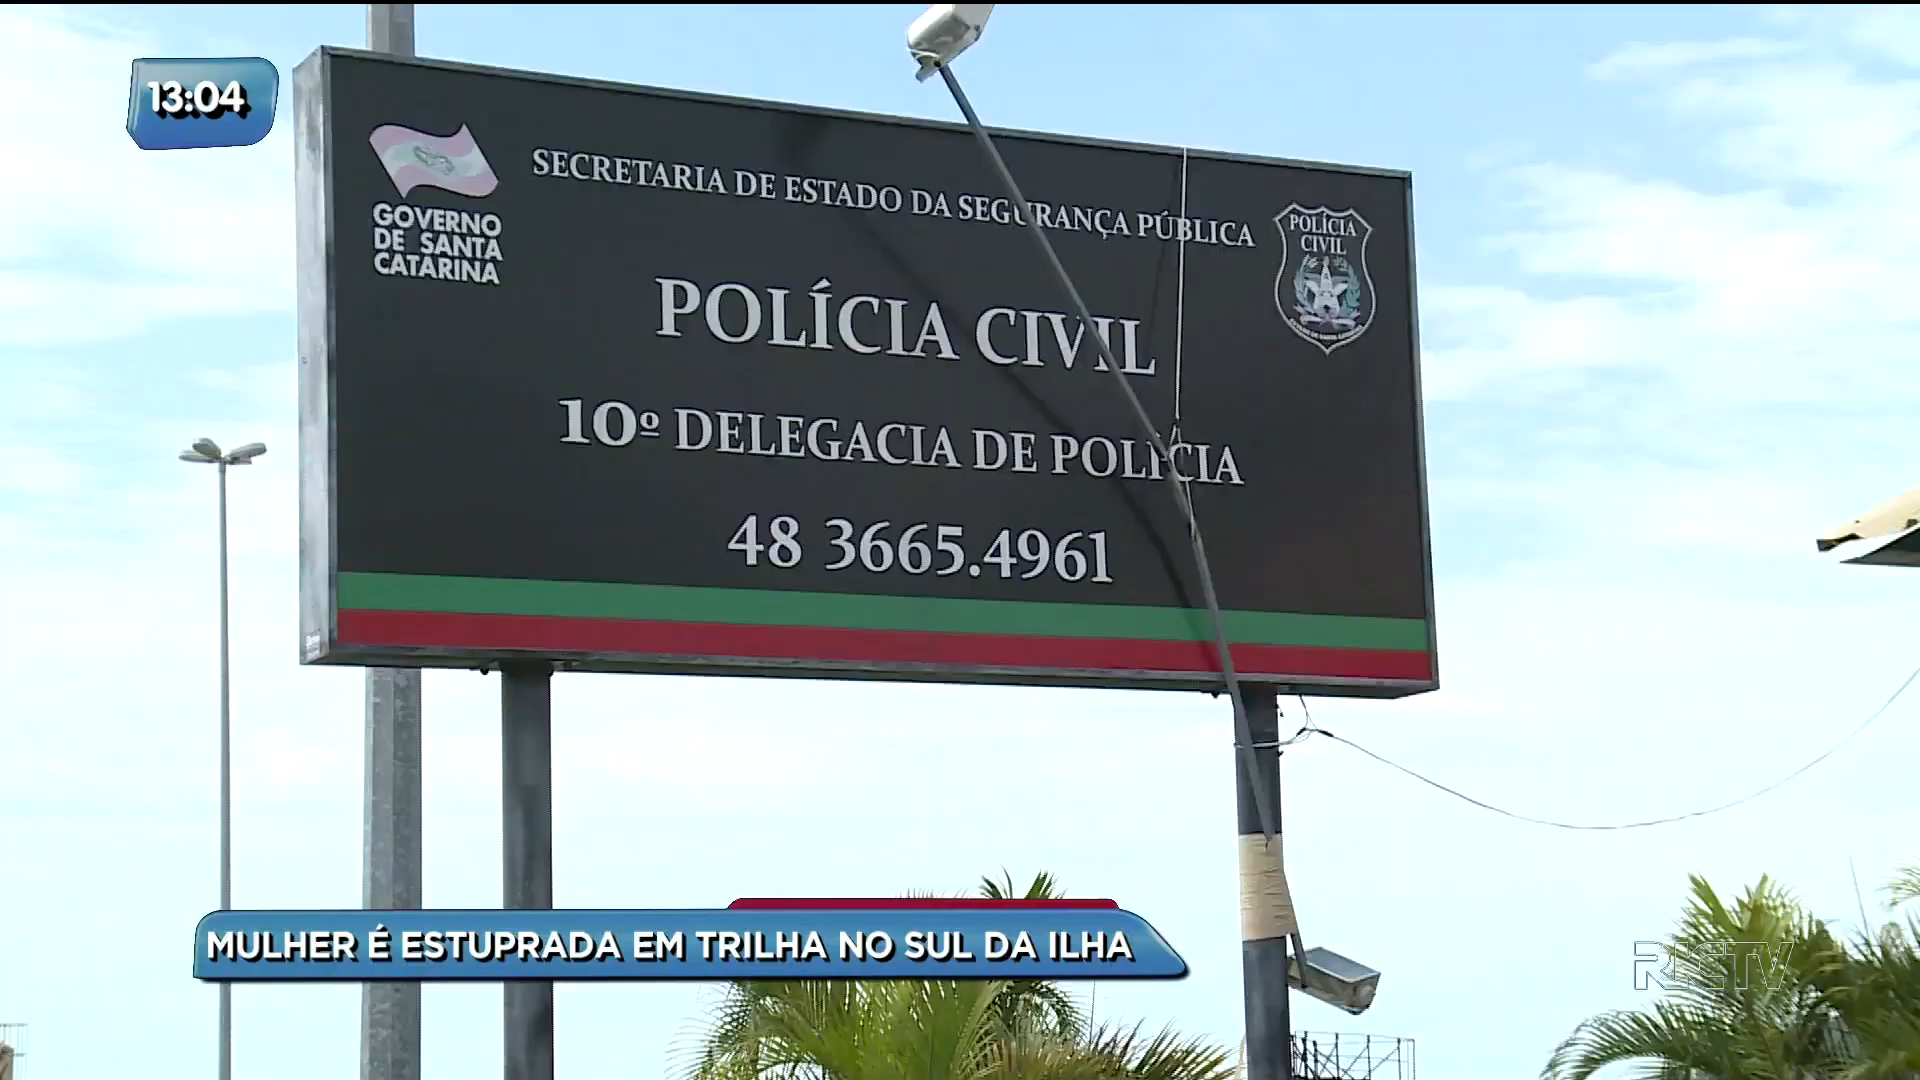 13:04
GOVERNO
DE SANTA
CATARINA
SECRETARIA DE ESTADO DA SEGURANÇA PÚBLICA
POLÍCIA
CIVIL
POLÍCIA CIVIL
10º DELEGACIA DE POLÍCIA
48 3665.4961
MULHER É ESTUPRADA EM TRILHA NO SUL DA ILHA
RICTV